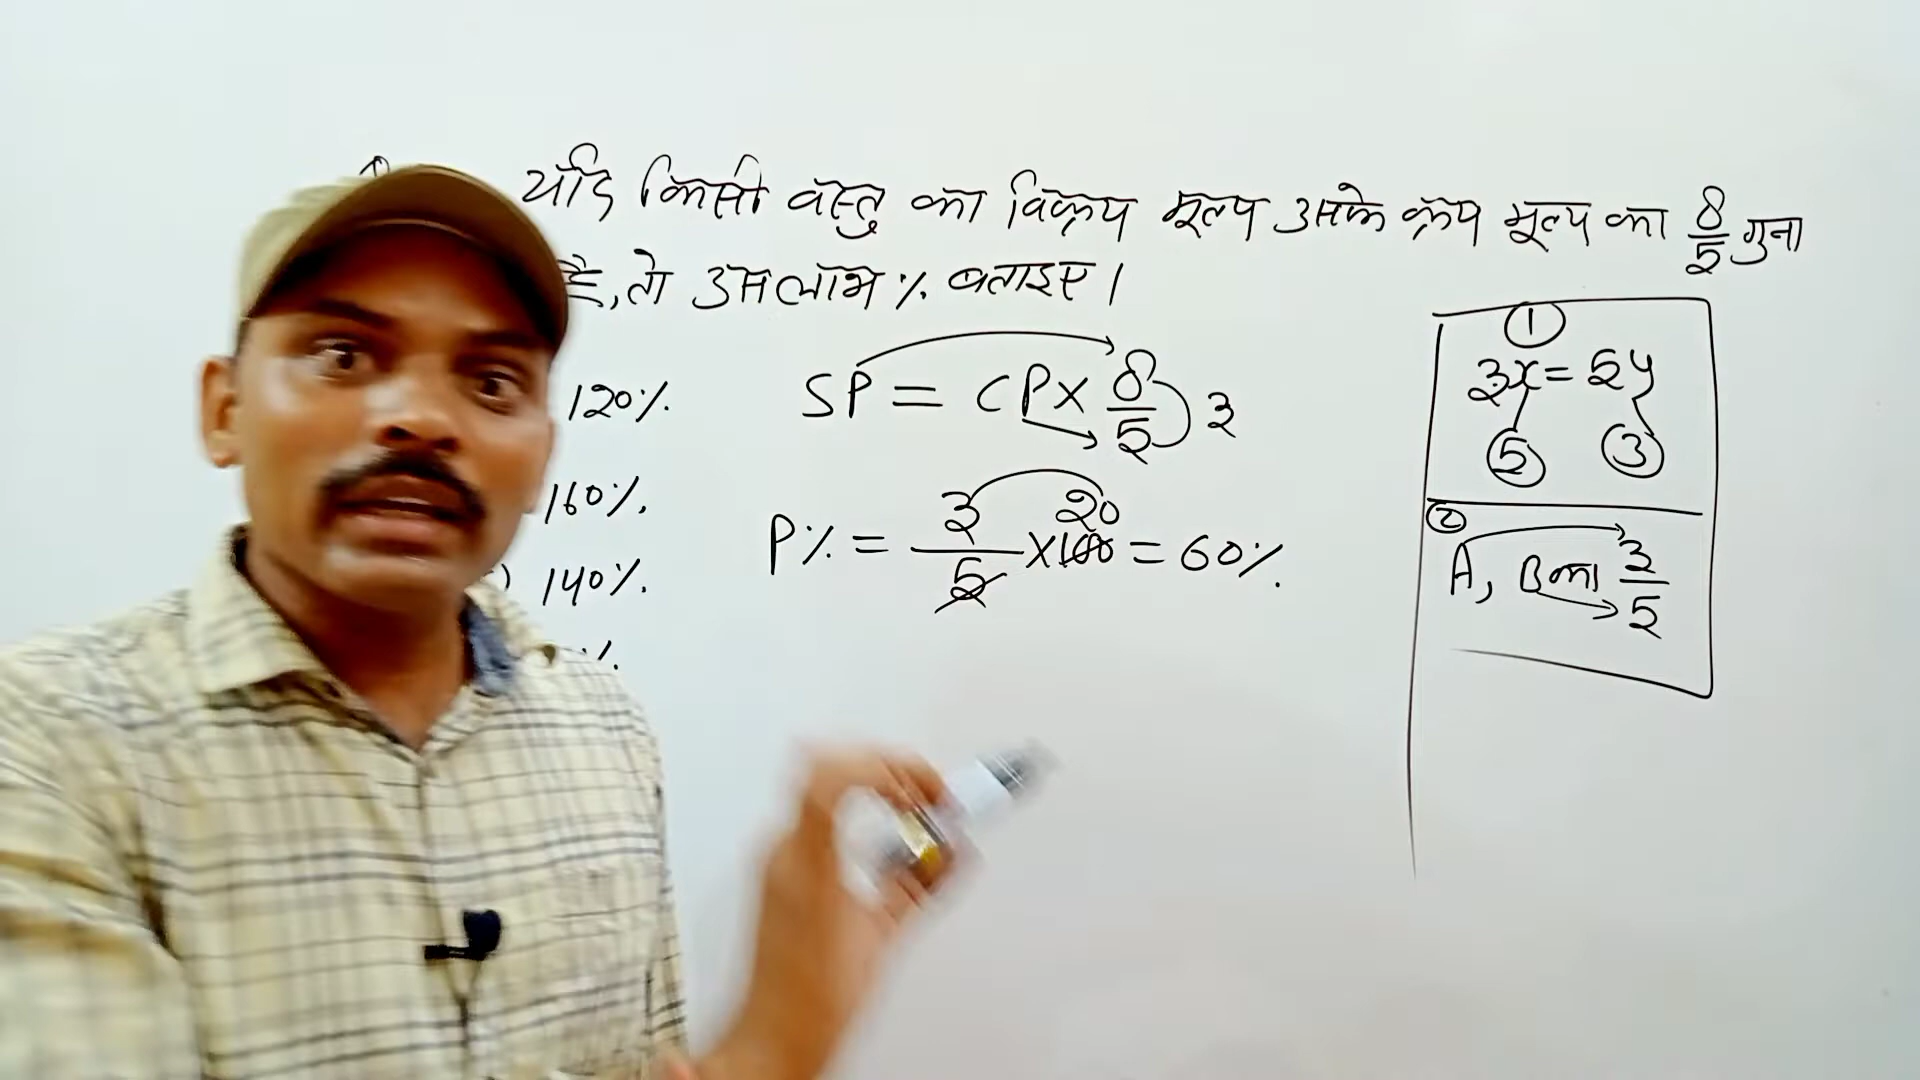 यदि किसी वस्तु का विक्रय मूल्य उसके क्रय मूल्य का 8/5 गुना
है, तो उस लाभ % बताइए।
120%
160%
) 140%
%
SP = CP × 8/5 3
P% = 3/5 × 100 = 60%
20
1
3x = 5y
5 3
2
A, B का 3/5